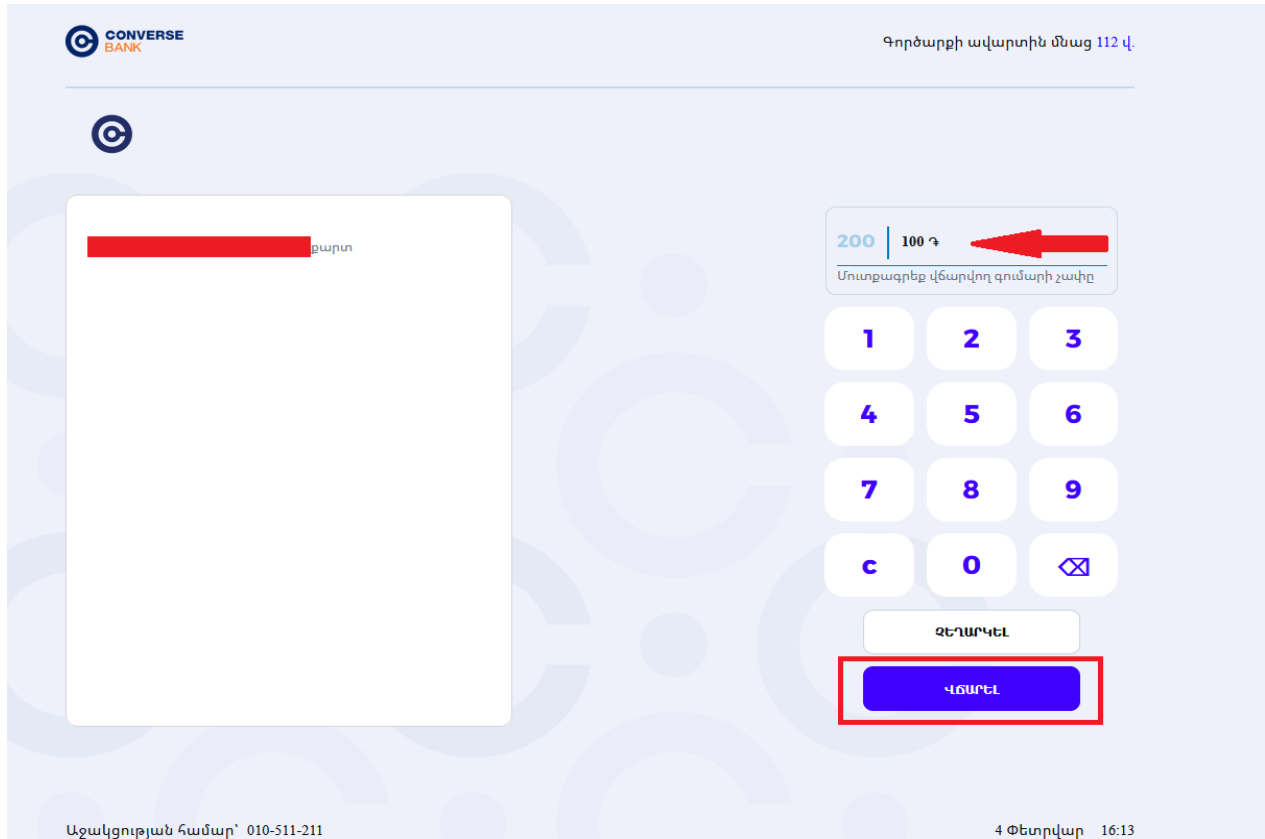 CONVERSE
BANK
Գործարքի ավարտին մնաց 112 վ.
քարտ
200 100 ֏
Մուտքագրեք վճարվող գումարի չափը
1 2 3
4 5 6
7 8 9
c 0
ՉԵՂԱՐԿԵԼ
ՎՃԱՐԵԼ
Աջակցության համար՝ 010-511-211
4 Փետրվար 16:13